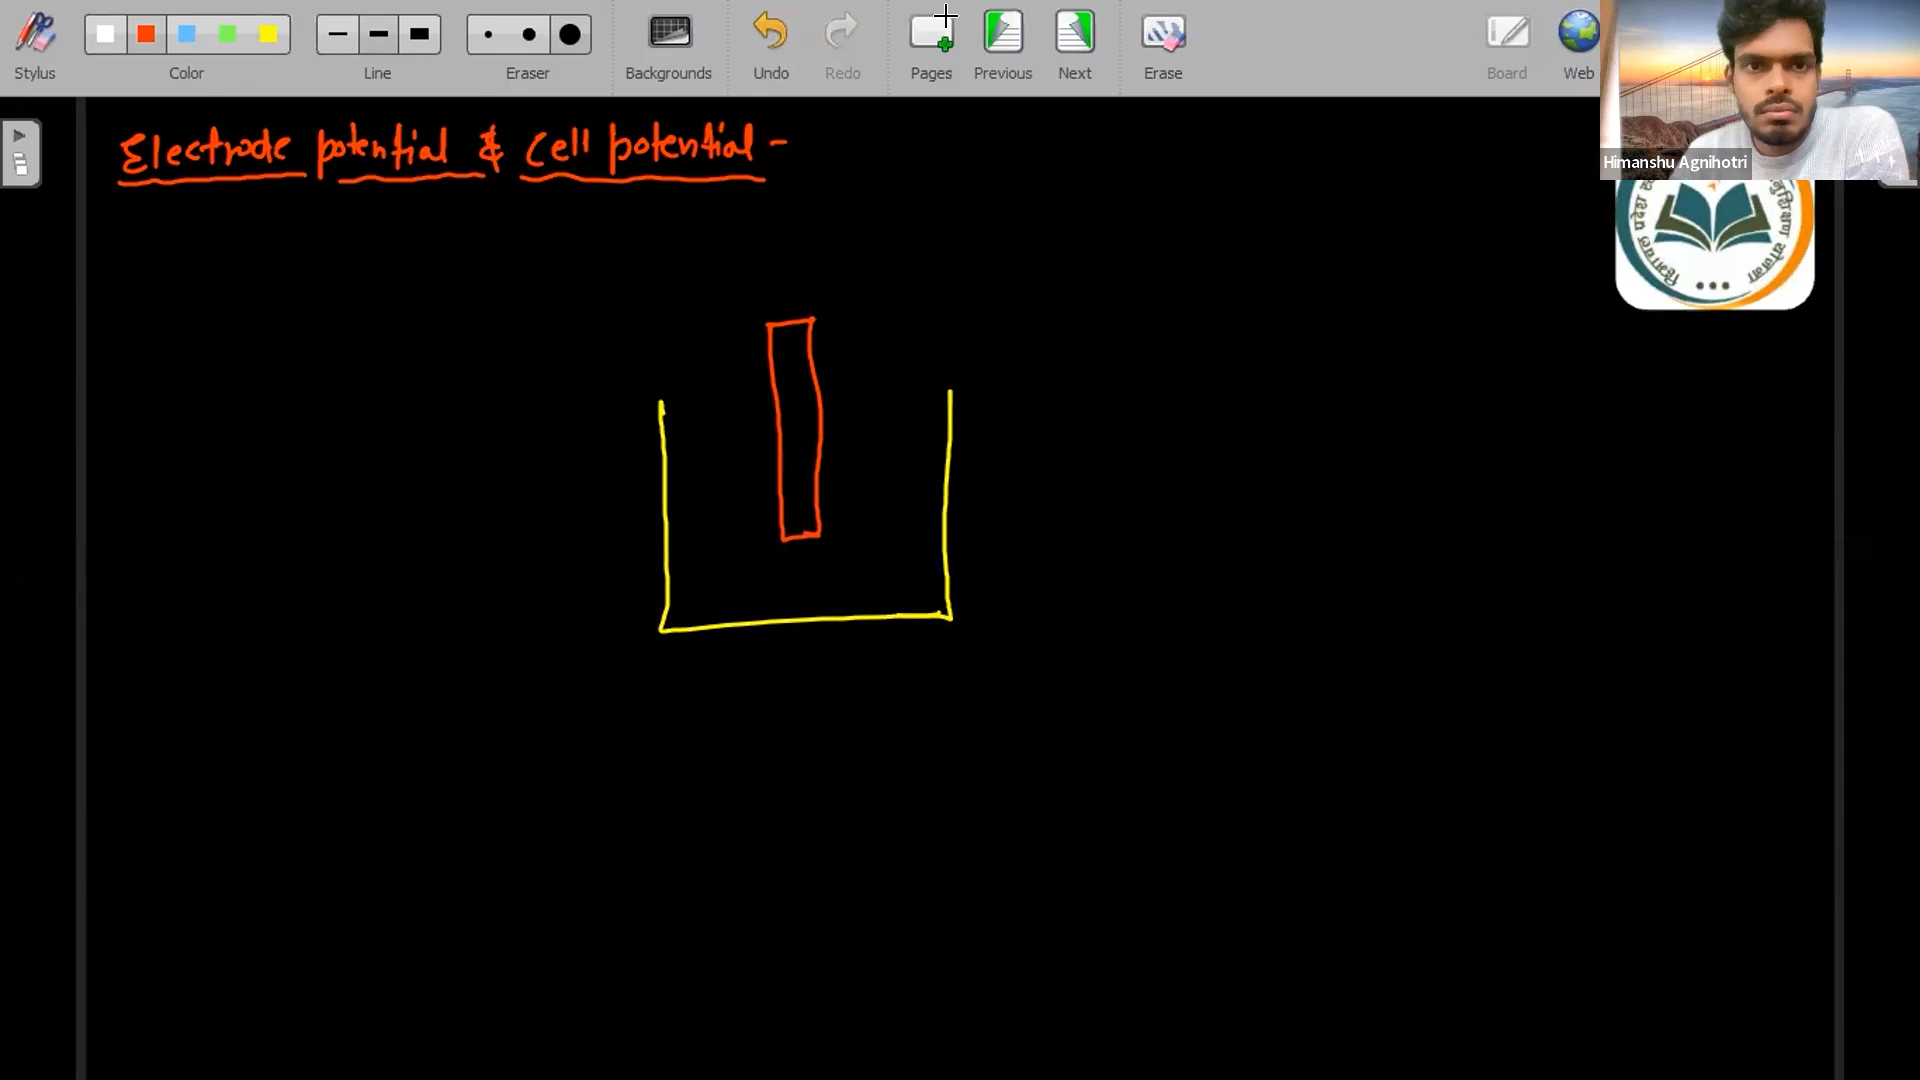 Stylus
Color
Line
Eraser
Backgrounds
Undo
Redo
Pages
Previous
Next
Erase
Board
Web
Himanshu Agnihotri
Electrode potential & Cell potential -